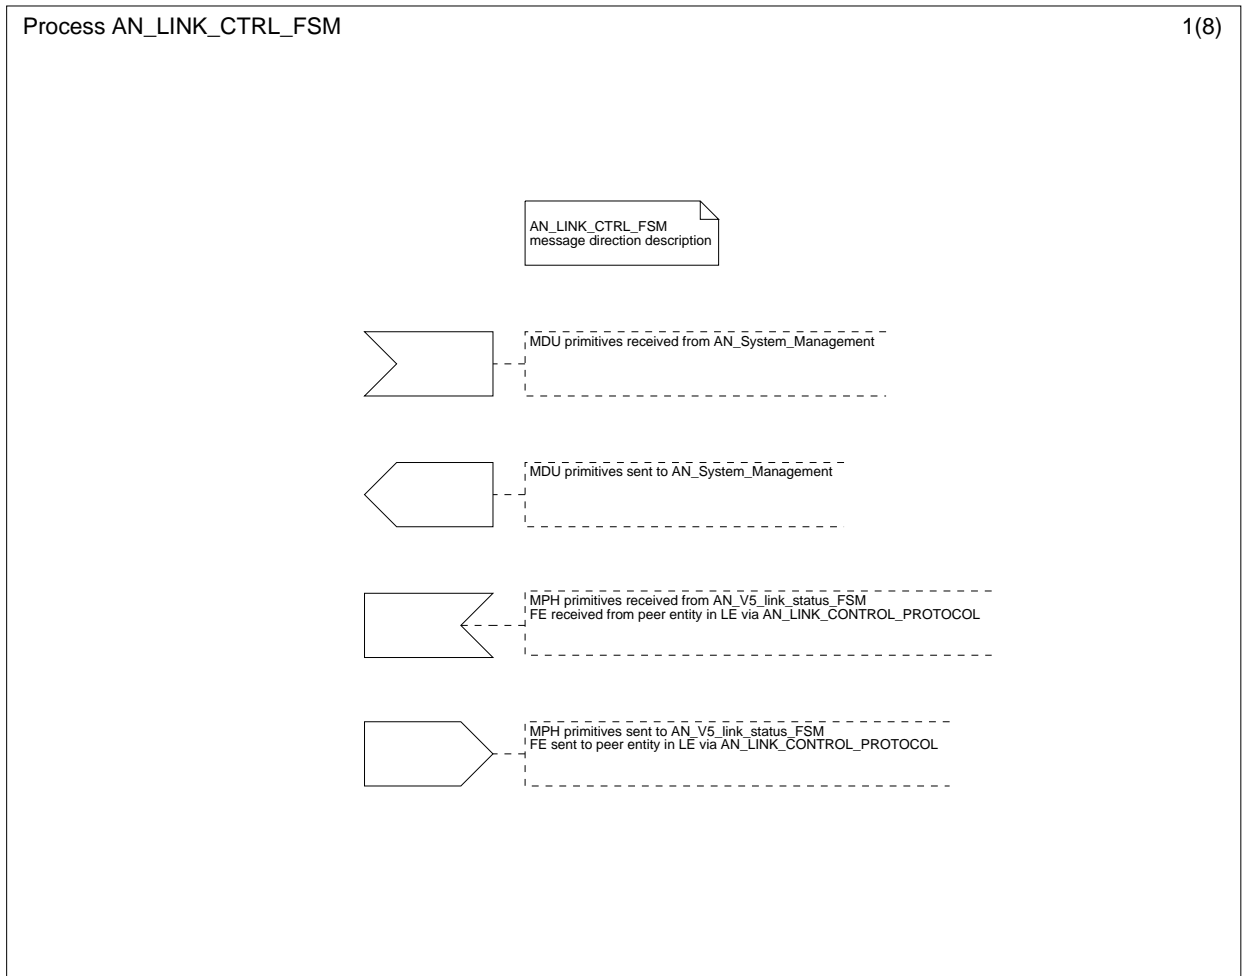 Process AN_LINK_CTRL_FSM
1(8)
AN_LINK_CTRL_FSM
message direction description
MDU primitives received from AN_System_Management
MDU primitives sent to AN_System_Management
MPH primitives received from AN_V5_link_status_FSM
FE received from peer entity in LE via AN_LINK_CONTROL_PROTOCOL
MPH primitives sent to AN_V5_link_status_FSM
FE sent to peer entity in LE via AN_LINK_CONTROL_PROTOCOL